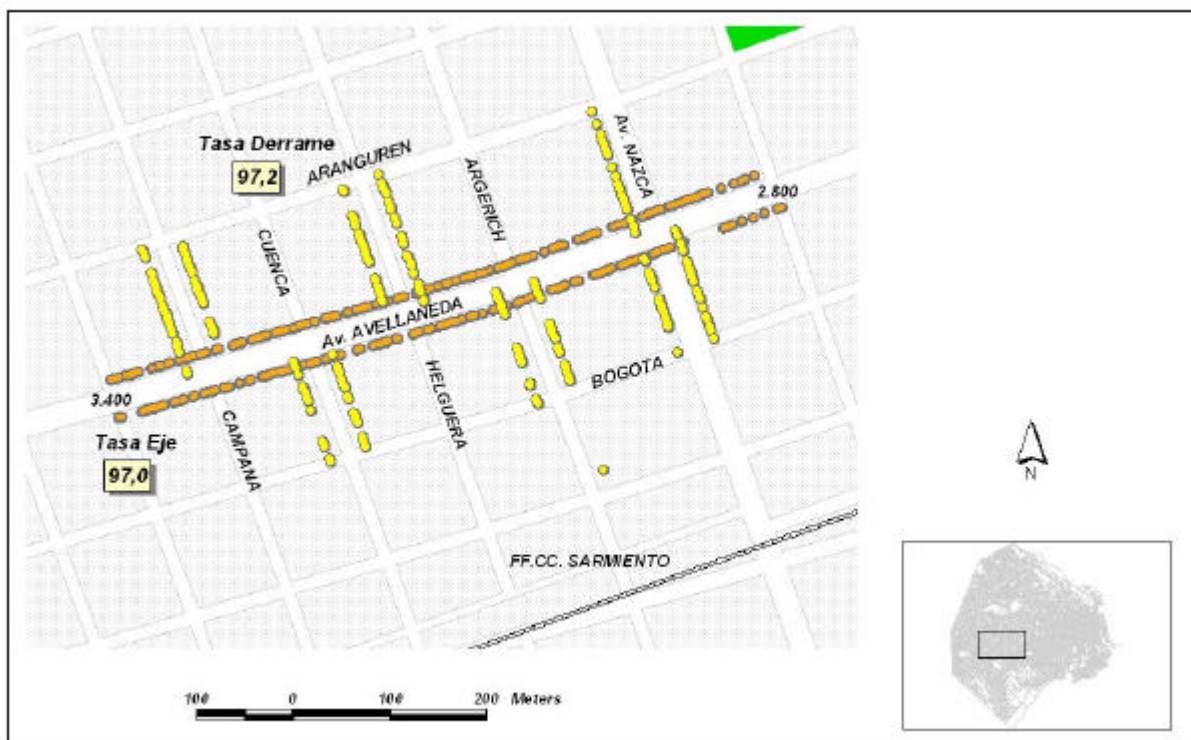 Tasa Derrame
97,2
ARANGUREN
Av. NAZCA
ARGERICH
2.800
CUENCA
Av. AVELLANEDA
3.400
HELGUERA
BOGOTA
CAMPANA
Tasa Eje
97,0
FF.CC. SARMIENTO
N
100 0 100 200 Meters